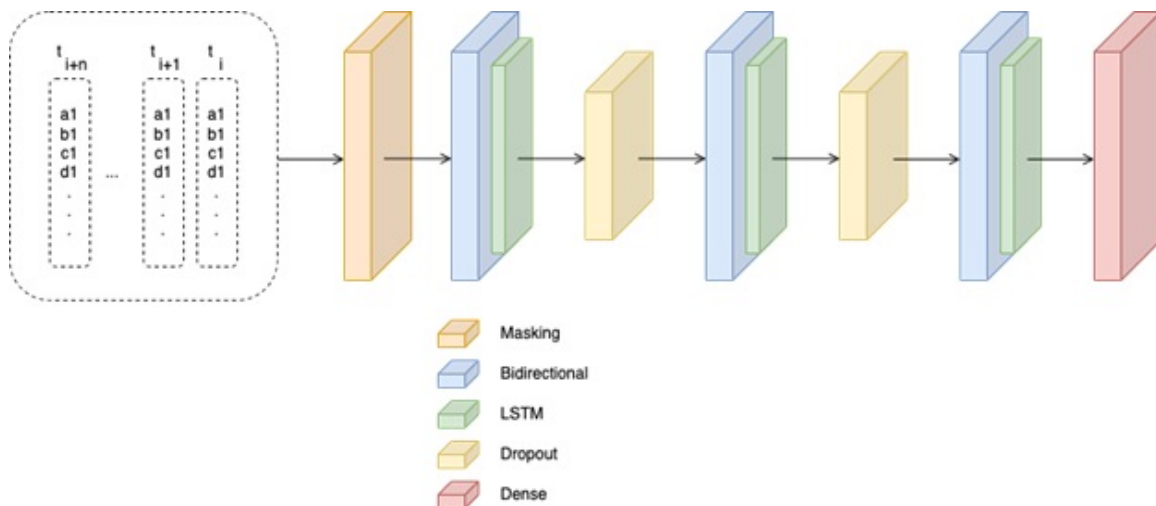 t i+n t i+1 t i
a1 a1 a1
b1 b1 b1
c1 c1 c1
d1 ... d1 d1
. . .
. . .
. . .
Masking
Bidirectional
LSTM
Dropout
Dense